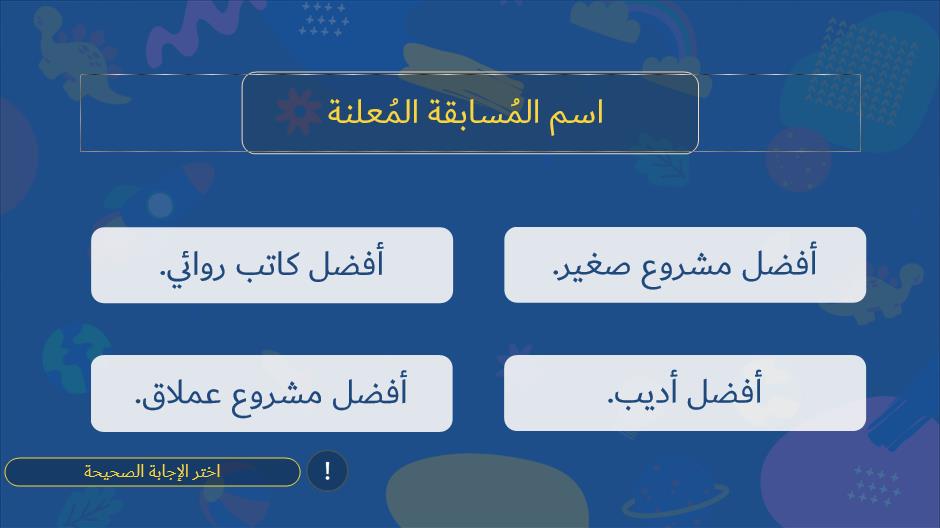 اسم المُسابقة المُعلنة
أفضل مشروع صغير.
أفضل كاتب روائي.
أفضل أديب.
أفضل مشروع عملاق.
اختر الإجابة الصحيحة
!